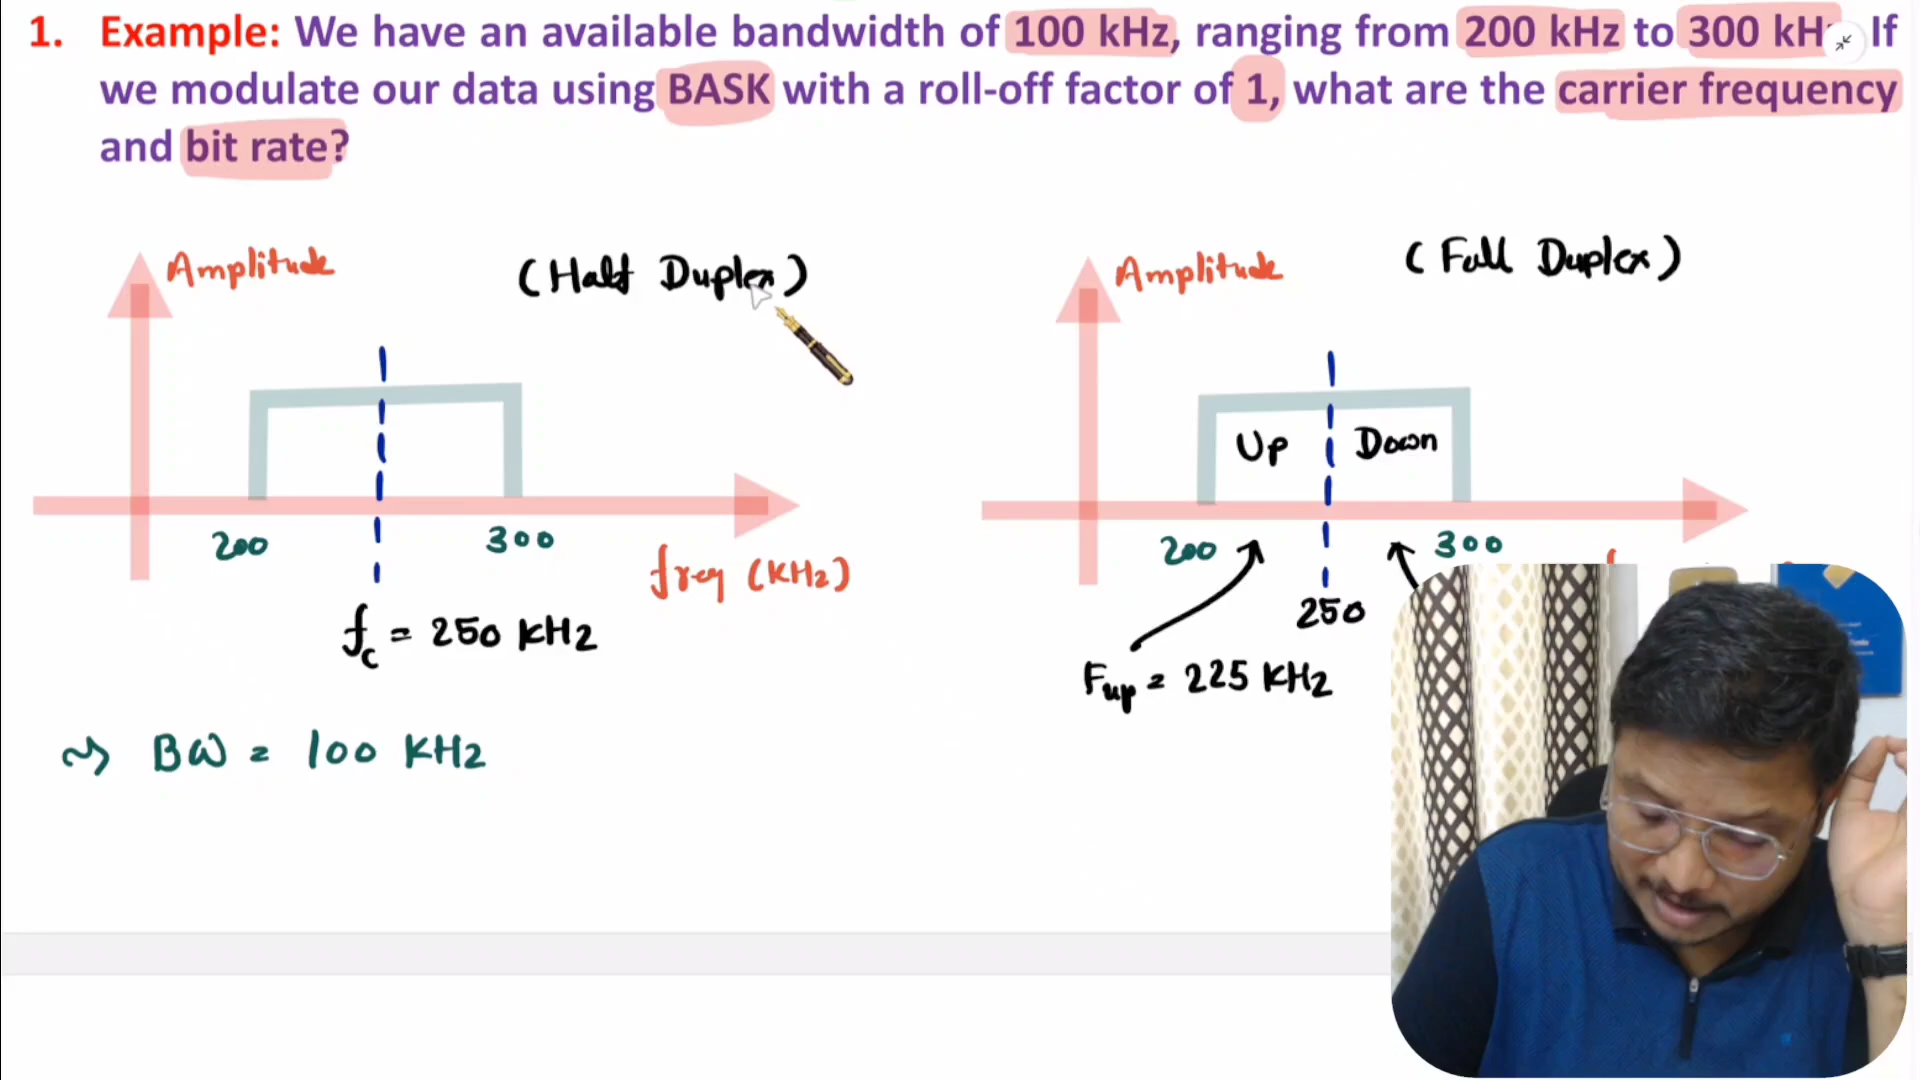 1. Example: We have an available bandwidth of 100 kHz, ranging from 200 kHz to 300 kH If
we modulate our data using BASK with a roll-off factor of 1, what are the carrier frequency
and bit rate?
Amplitude
(Half Duplex)
200
300
freq (KHz)
fc = 250 KHz
~> BW = 100 KHz
Amplitude
(Full Duplex)
Up
Down
200
300
250
Fup = 225 KHz